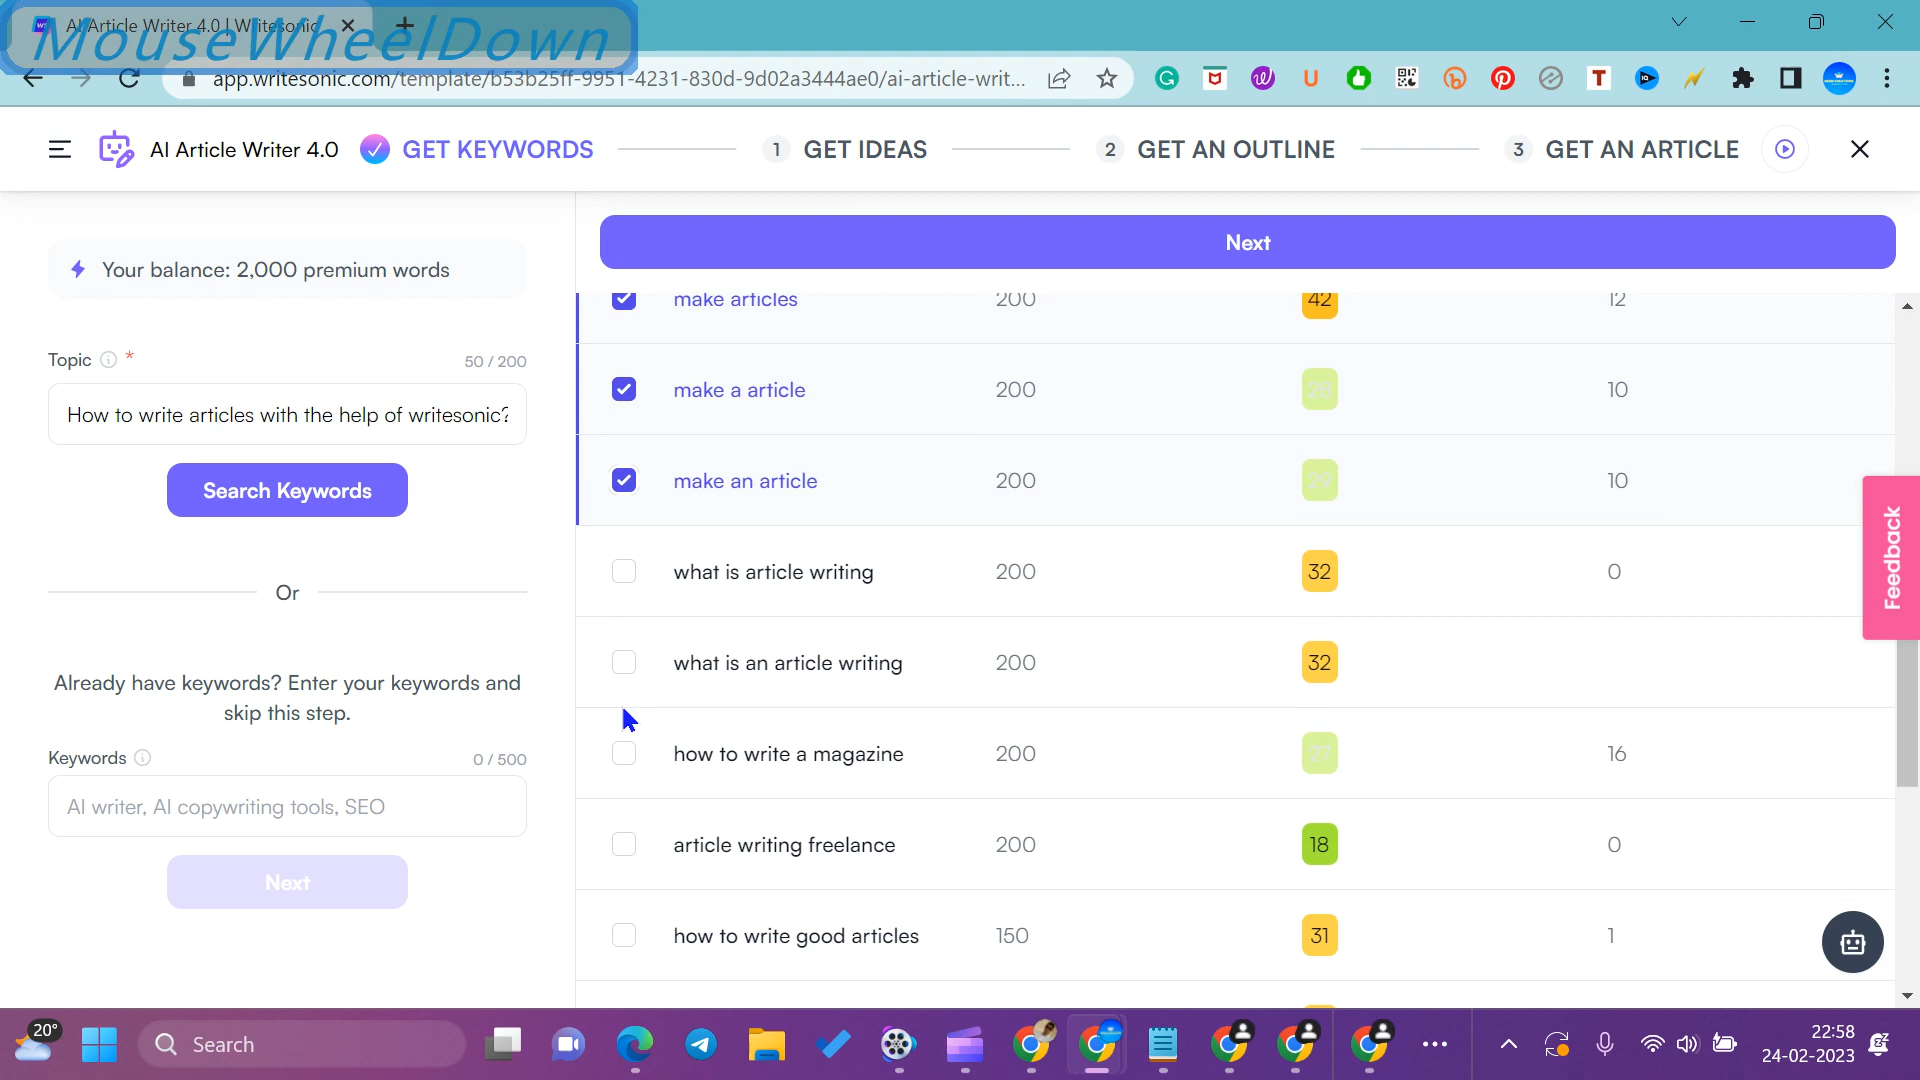 AI Article Writer 4.0 | Writesonic
MouseWheelDown
app.writesonic.com/template/b53b25ff-9951-4231-830d-9d02a3444ae0/ai-article-writ...
AI Article Writer 4.0
GET KEYWORDS
1 GET IDEAS
2 GET AN OUTLINE
3 GET AN ARTICLE
Your balance: 2,000 premium words
Topic *
50 / 200
How to write articles with the help of writesonic?
Search Keywords
Or
Already have keywords? Enter your keywords and
skip this step.
Keywords
0 / 500
AI writer, AI copywriting tools, SEO
Next
Next
make articles 200 42 12
make a article 200 28 10
make an article 200 29 10
what is article writing 200 32 0
what is an article writing 200 32
how to write a magazine 200 27 16
article writing freelance 200 18 0
how to write good articles 150 31 1
Feedback
20°
Search
22:58
24-02-2023